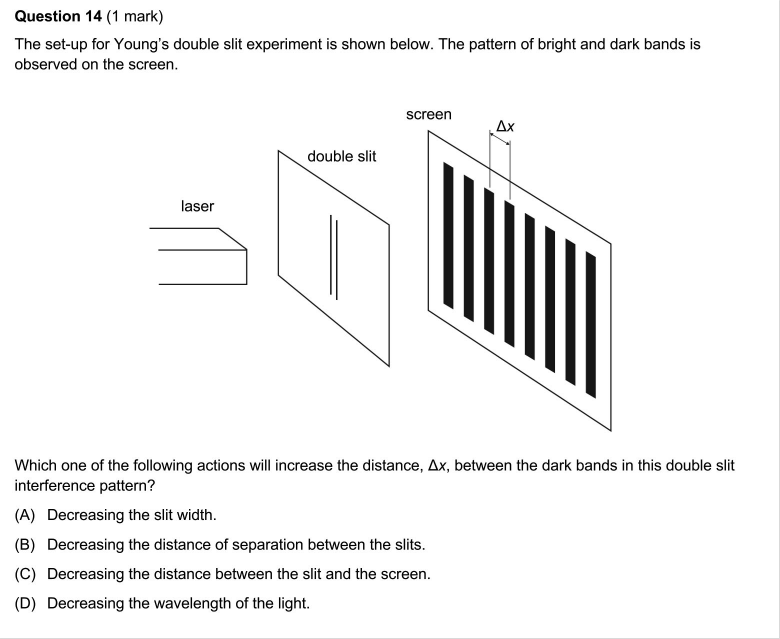 Question 14 (1 mark)
The set-up for Young's double slit experiment is shown below. The pattern of bright and dark bands is
observed on the screen.
screen
Δx
double slit
laser
Which one of the following actions will increase the distance, Δx, between the dark bands in this double slit
interference pattern?
(A) Decreasing the slit width.
(B) Decreasing the distance of separation between the slits.
(C) Decreasing the distance between the slit and the screen.
(D) Decreasing the wavelength of the light.